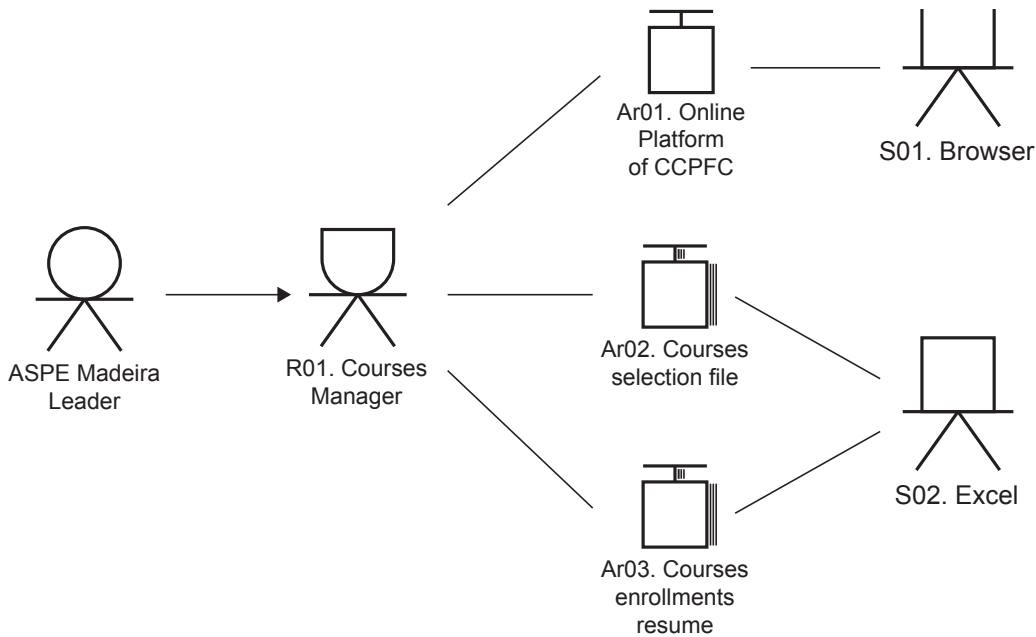 Ar01. Online
Platform
of CCPFC
S01. Browser
ASPE Madeira
Leader
R01. Courses
Manager
Ar02. Courses
selection file
S02. Excel
Ar03. Courses
enrollments
resume